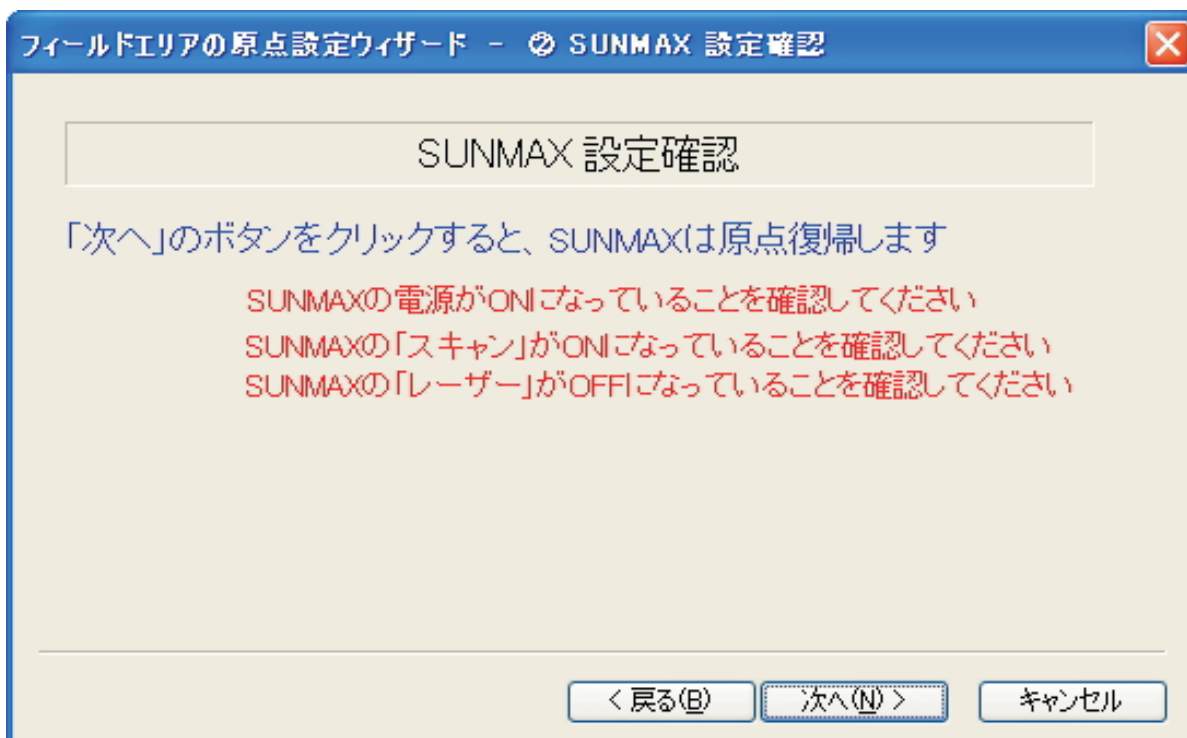 フィールドエリアの原点設定ウィザード - ② SUNMAX 設定確認
SUNMAX 設定確認
「次へ」のボタンをクリックすると、SUNMAXは原点復帰します
SUNMAXの電源がONになっていることを確認してください
SUNMAXの「スキャン」がONになっていることを確認してください
SUNMAXの「レーザー」がOFFになっていることを確認してください
< 戻る(B) 次へ(N) > キャンセル